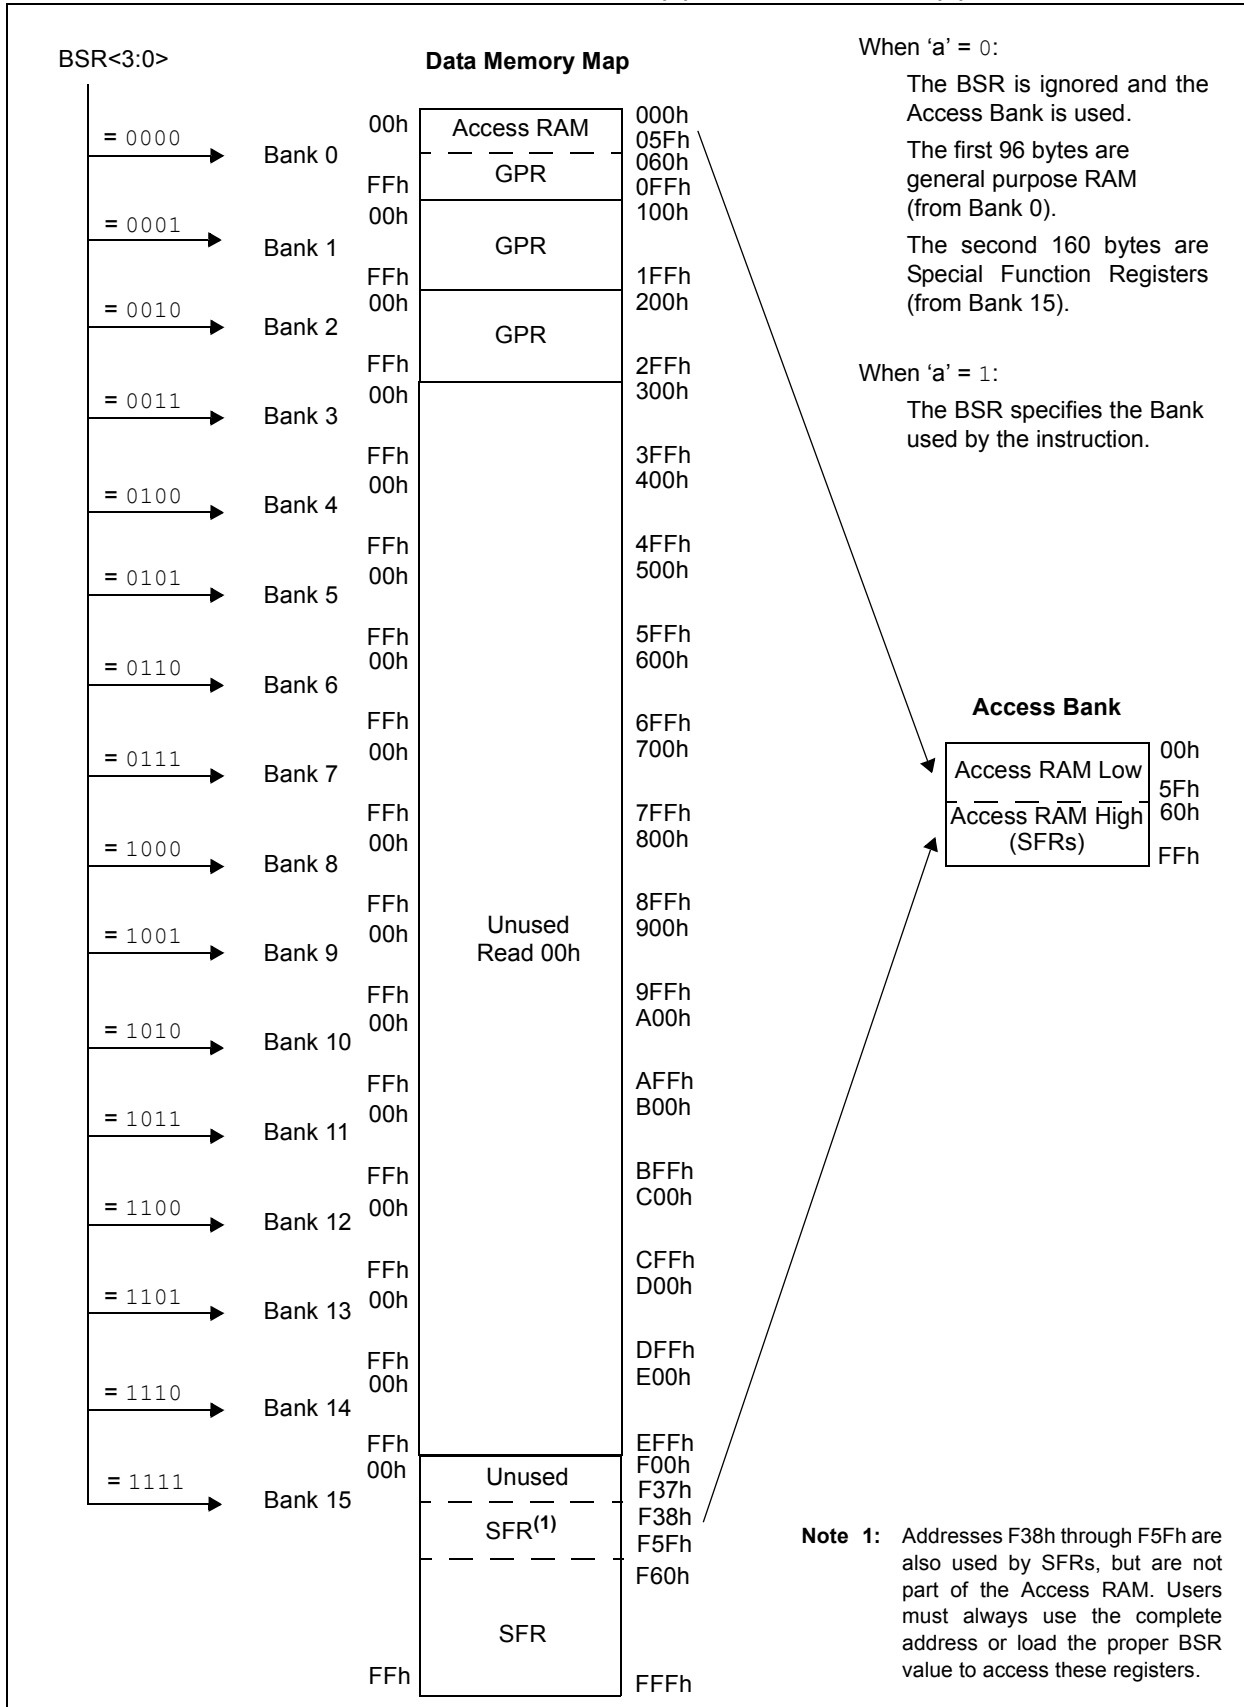 BSR<3:0>
Data Memory Map
When ‘a’ = 0:
The BSR is ignored and the
Access Bank is used.
The first 96 bytes are
general purpose RAM
(from Bank 0).
The second 160 bytes are
Special Function Registers
(from Bank 15).
When ‘a’ = 1:
The BSR specifies the Bank
used by the instruction.
= 0000
Bank 0
00h
Access RAM
000h
05Fh
060h
GPR
FFh
0FFh
= 0001
Bank 1
00h
100h
GPR
FFh
1FFh
= 0010
Bank 2
00h
200h
GPR
FFh
2FFh
= 0011
Bank 3
00h
300h
FFh
3FFh
= 0100
Bank 4
00h
400h
FFh
4FFh
= 0101
Bank 5
00h
500h
FFh
5FFh
= 0110
Bank 6
00h
600h
FFh
6FFh
= 0111
Bank 7
00h
700h
FFh
7FFh
= 1000
Bank 8
00h
800h
FFh
8FFh
= 1001
Bank 9
00h
900h
Unused
Read 00h
FFh
9FFh
= 1010
Bank 10
00h
A00h
FFh
AFFh
= 1011
Bank 11
00h
B00h
FFh
BFFh
= 1100
Bank 12
00h
C00h
FFh
CFFh
= 1101
Bank 13
00h
D00h
FFh
DFFh
= 1110
Bank 14
00h
E00h
FFh
EFFh
= 1111
Bank 15
00h
F00h
Unused
F37h
F38h
SFR(1)
F5Fh
F60h
SFR
FFh
FFFh
Access Bank
Access RAM Low
00h
5Fh
Access RAM High
(SFRs)
60h
FFh
Note 1: Addresses F38h through F5Fh are
also used by SFRs, but are not
part of the Access RAM. Users
must always use the complete
address or load the proper BSR
value to access these registers.